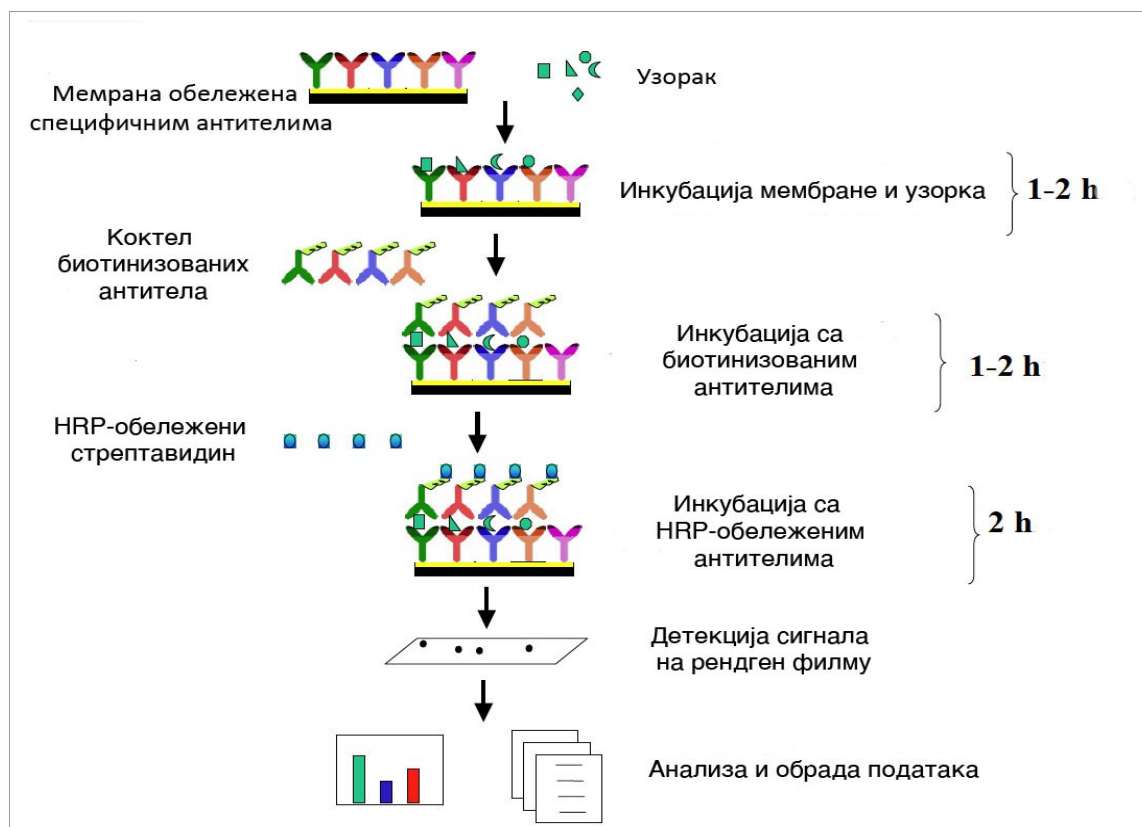 Узорак
Мемрана обележена
специфичним антителима
Инкубација мембране и узорка
1-2 h
Коктел
биотинизованих
антитела
Инкубација са
биотинизованим
антителима
1-2 h
HRP-обележени
стрептавидин
Инкубација са
HRP-обележеним
антителима
2 h
Детекција сигнала
на рендген филму
Анализа и обрада података